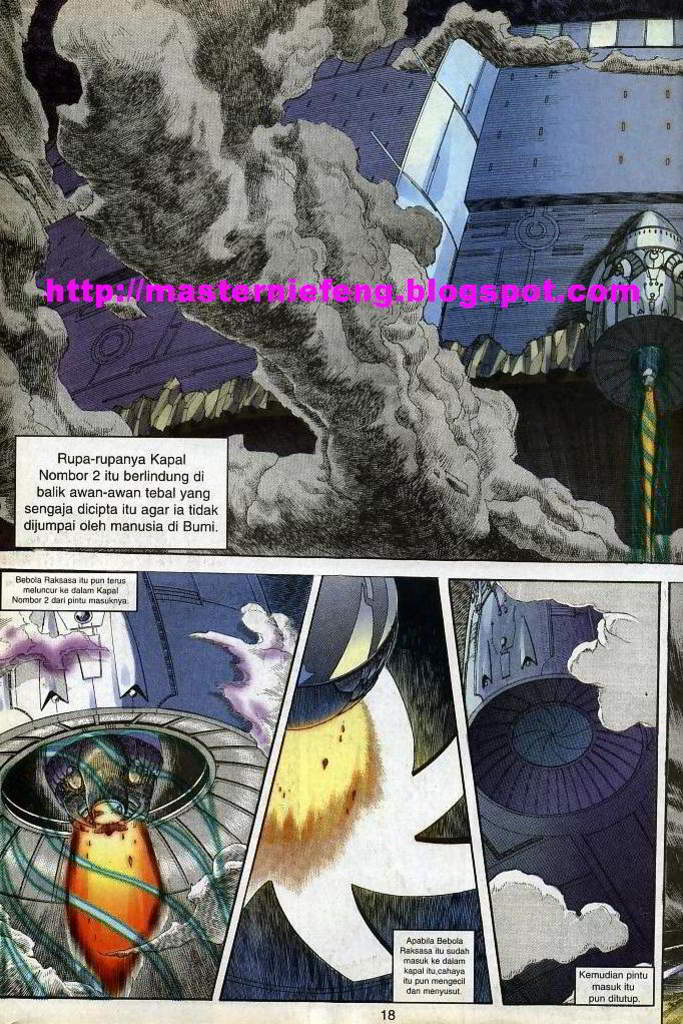 http://masterniefeng.blogspot.com
Rupa-rupanya Kapal
Nombor 2 itu berlindung di
balik awan-awan tebal yang
sengaja dicipta itu agar ia tidak
dijumpai oleh manusia di Bumi.
Bebola Raksasa itu pun terus
meluncur ke dalam Kapal
Nombor 2 dari pintu masuknya.
Apabila Bebola
Raksasa itu sudah
masuk ke dalam
kapal itu,cahaya
itu pun mengecil
dan menyusut.
Kemudian pintu
masuk itu
pun ditutup.
18